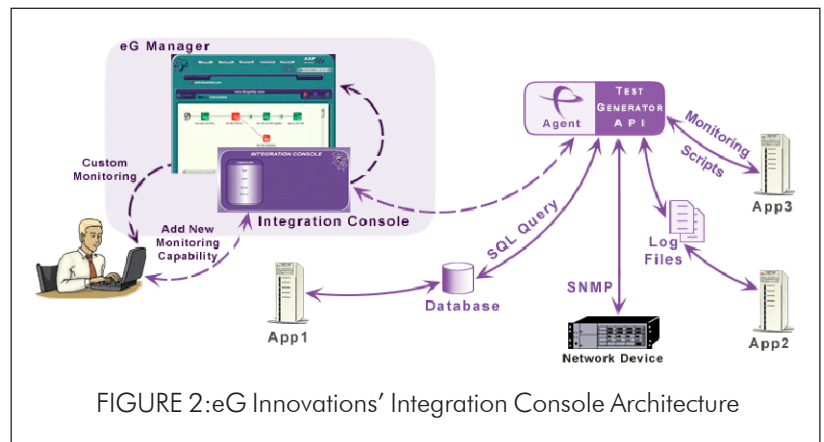 eG Manager
INTEGRATION CONSOLE
Integration Console
Custom
Monitoring
Add New
Monitoring
Capability
Agent
TEST
GENERATOR
API
Monitoring
Scripts
App3
SQL Query
Log
Files
SNMP
Database
App1
Network Device
App2
FIGURE 2:eG Innovations’ Integration Console Architecture